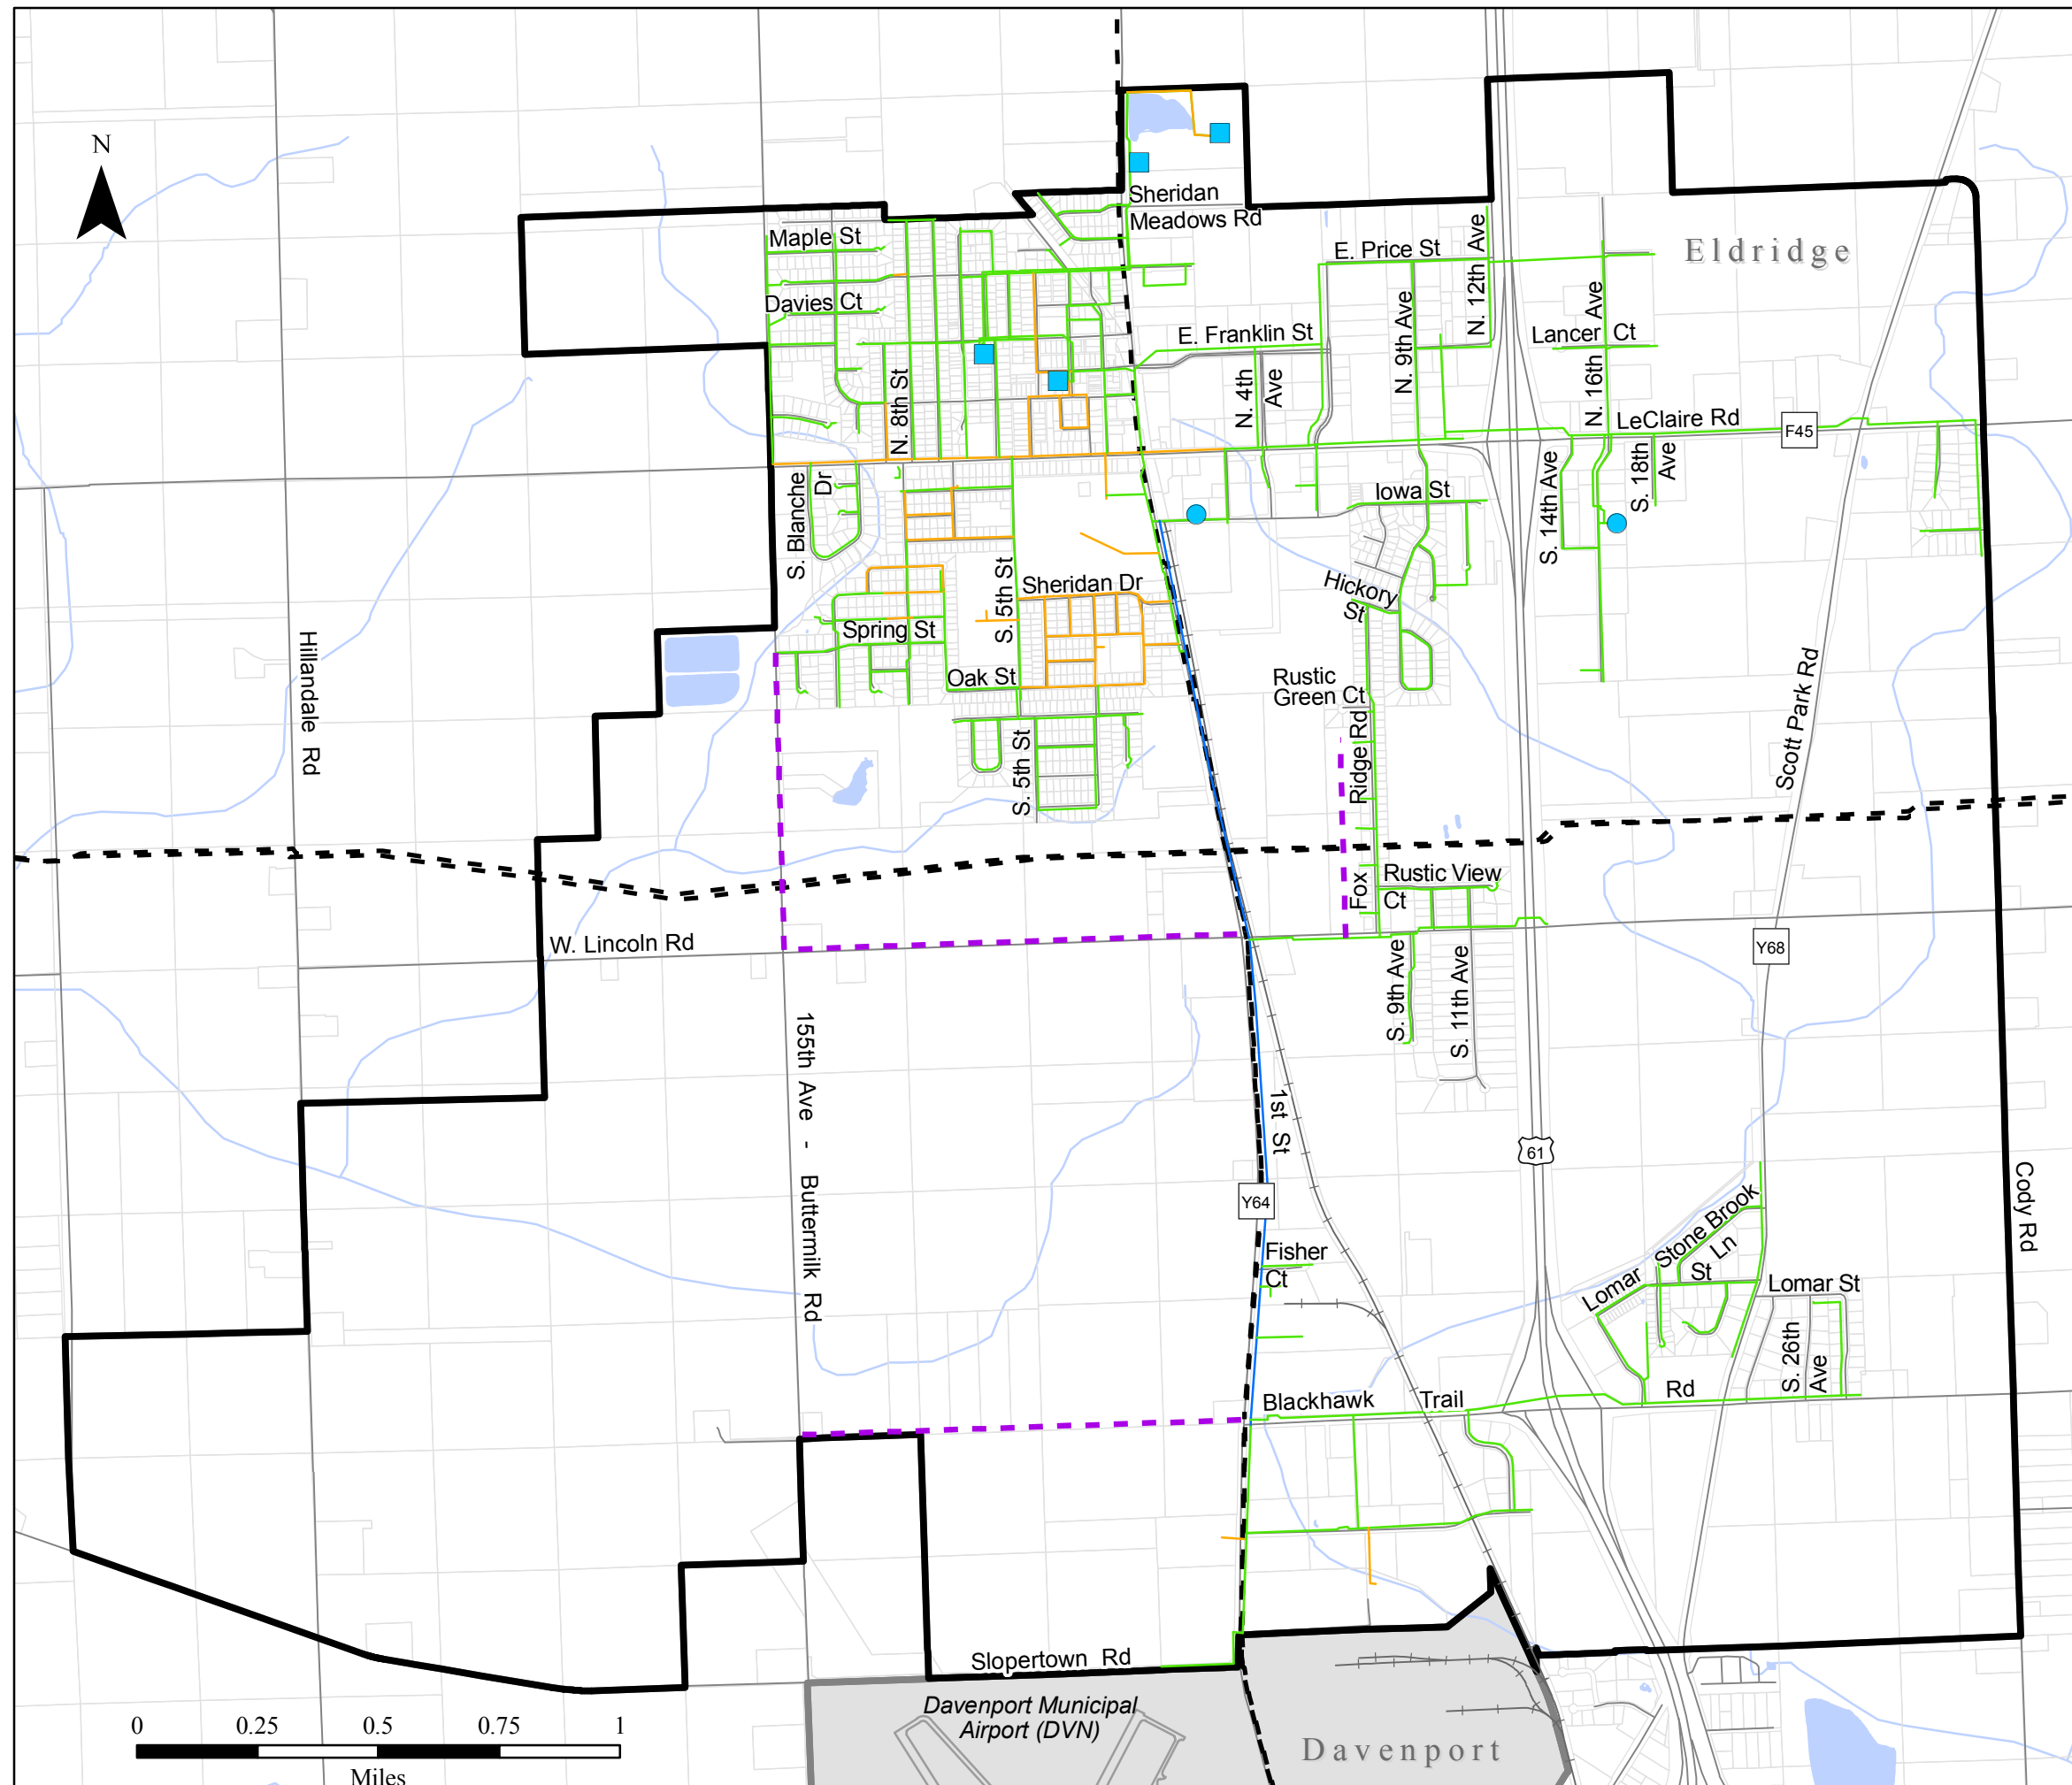 N
Sheridan
Meadows Rd
Maple St
E. Price St
N. 12th Ave
Eldridge
Davies Ct
N. 9th Ave
N. 16th Ave
E. Franklin St
Lancer Ct
N. 8th St
N. 4th
Ave
LeClaire Rd
F45
S. Blanche
Dr
S. 14th Ave
S. 18th
Ave
Iowa St
S. 5th St
Sheridan Dr
Hickory
St
Spring St
Hillandale Rd
Oak St
Rustic
Green Ct
Scott Park Rd
S. 5th St
Fox Ridge Rd
Rustic View
Ct
W. Lincoln Rd
Y68
S. 9th Ave
S. 11th Ave
155th Ave - Buttermilk Rd
1st St
61
Y64
Cody Rd
Stone Brook
Ln
Fisher
Ct
Lomar St
Lomar St
S. 26th
Ave
Blackhawk Trail Rd
Slopertown Rd
Davenport Municipal
Airport (DVN)
Davenport
0 0.25 0.5 0.75 1
Miles